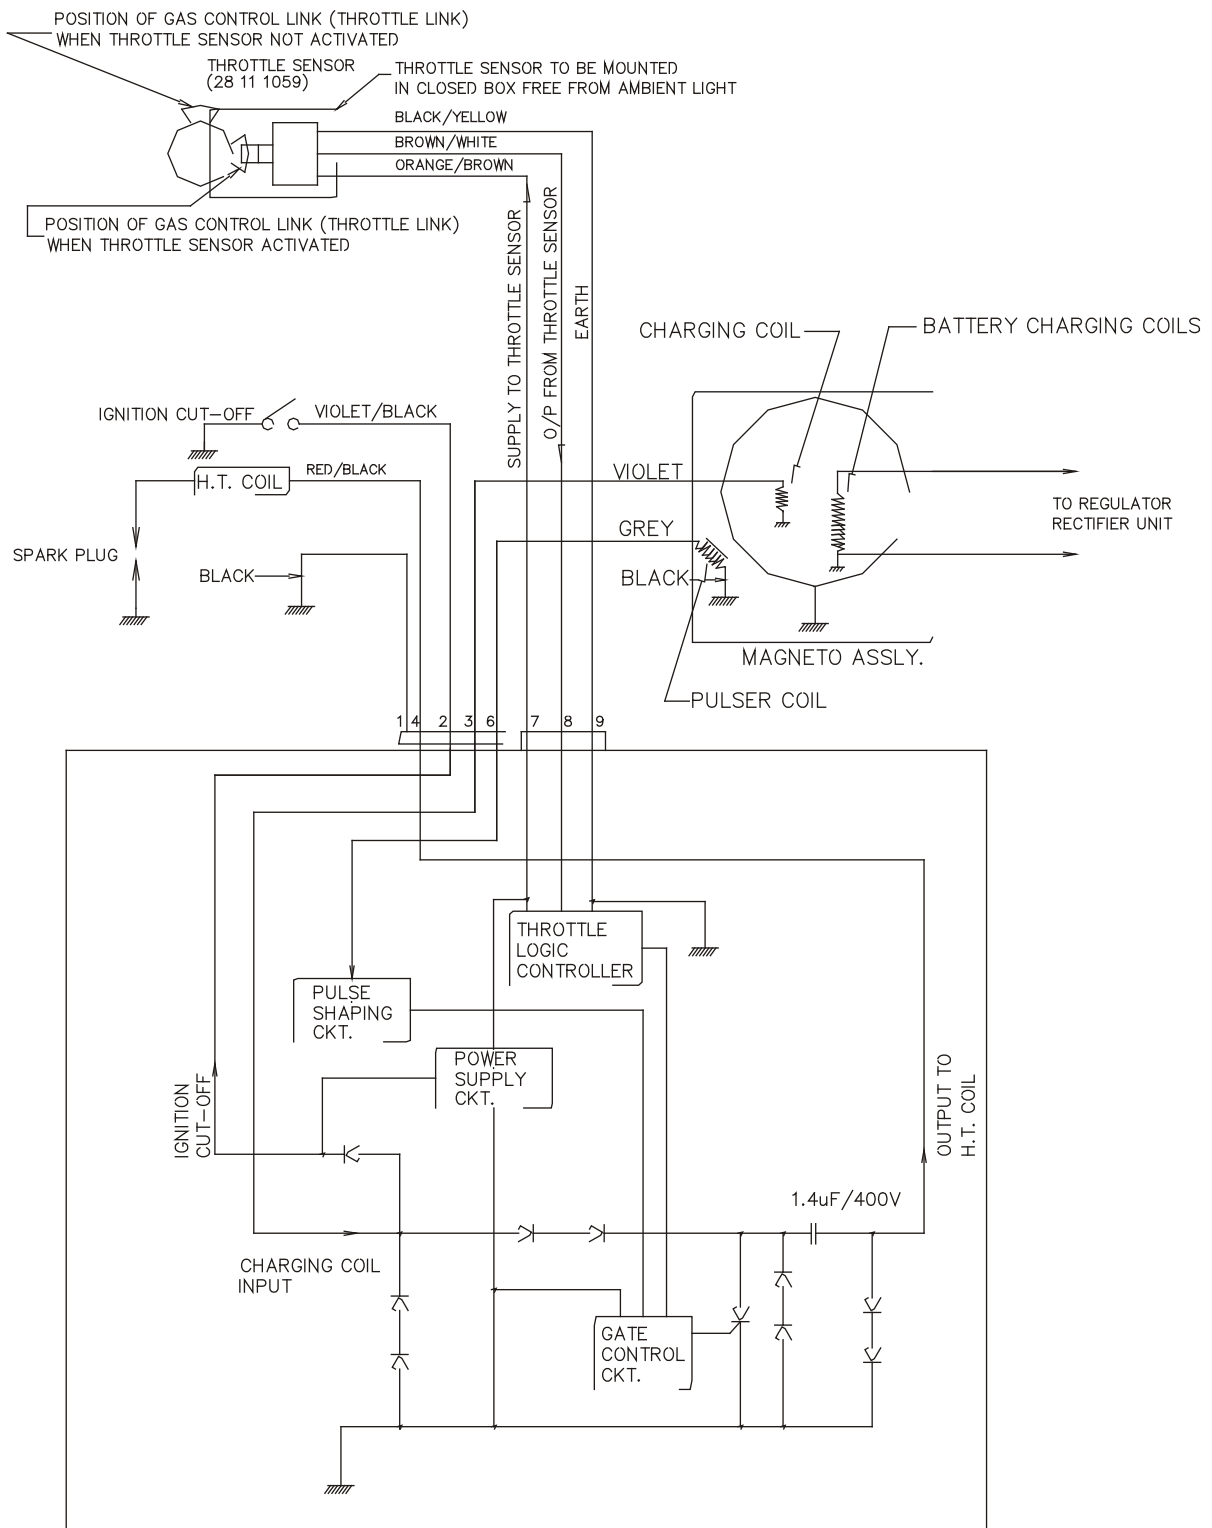 POSITION OF GAS CONTROL LINK (THROTTLE LINK)
WHEN THROTTLE SENSOR NOT ACTIVATED
THROTTLE SENSOR
(28 11 1059)
THROTTLE SENSOR TO BE MOUNTED
IN CLOSED BOX FREE FROM AMBIENT LIGHT
BLACK/YELLOW
BROWN/WHITE
ORANGE/BROWN
POSITION OF GAS CONTROL LINK (THROTTLE LINK)
WHEN THROTTLE SENSOR ACTIVATED
SUPPLY TO THROTTLE SENSOR
O/P FROM THROTTLE SENSOR
EARTH
CHARGING COIL
BATTERY CHARGING COILS
IGNITION CUT-OFF
VIOLET/BLACK
H.T. COIL
RED/BLACK
VIOLET
TO REGULATOR
RECTIFIER UNIT
GREY
SPARK PLUG
BLACK
BLACK
MAGNETO ASSLY.
PULSER COIL
1 4 2 3 6 7 8 9
THROTTLE
LOGIC
CONTROLLER
PULSE
SHAPING
CKT.
POWER
SUPPLY
CKT.
IGNITION
CUT-OFF
OUTPUT TO
H.T. COIL
1.4uF/400V
CHARGING COIL
INPUT
GATE
CONTROL
CKT.